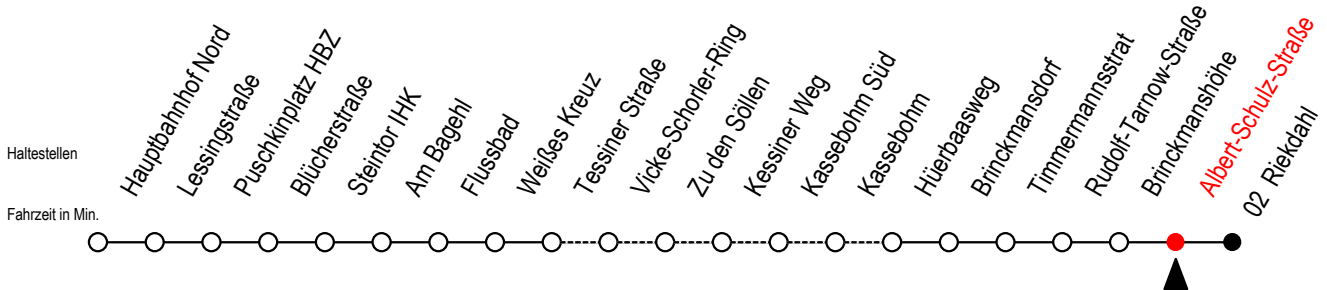 Haltestellen
Fahrzeit in Min.
Hauptbahnhof Nord
Lessingstraße
Puschkinplatz HBZ
Blücherstraße
Steintor IHK
Am Bagehl
Flussbad
Weißes Kreuz
Tessiner Straße
Vicke-Schorler-Ring
Zu den Söllen
Kessiner Weg
Kassebohm Süd
Kassebohm
Hüerbaasweg
Brinckmansdorf
Timmermannsstrat
Rudolf-Tarnow-Straße
Brinckmanshöhe
Albert-Schulz-Straße
02 Riekdahl